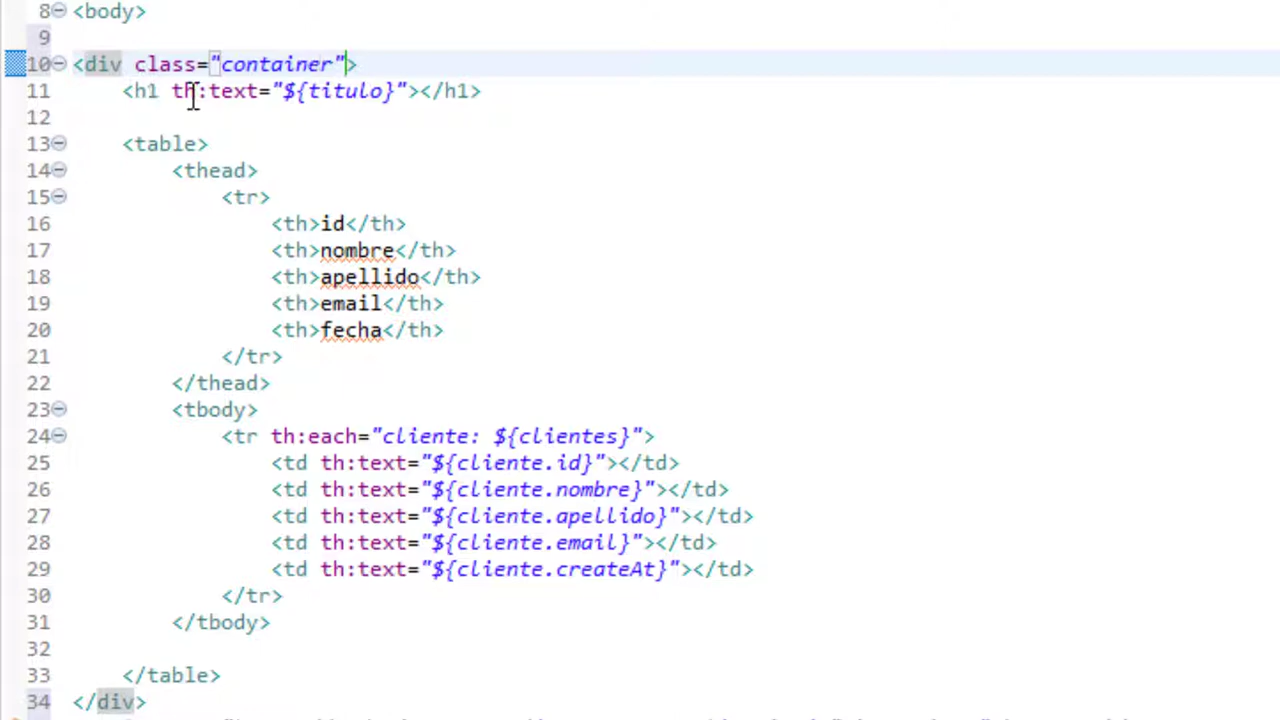 8 <body>
9
10 <div class="container">
11 <h1 th:text="${titulo}"></h1>
12
13 <table>
14 <thead>
15 <tr>
16 <th>id</th>
17 <th>nombre</th>
18 <th>apellido</th>
19 <th>email</th>
20 <th>fecha</th>
21 </tr>
22 </thead>
23 <tbody>
24 <tr th:each="cliente: ${clientes}">
25 <td th:text="${cliente.id}"></td>
26 <td th:text="${cliente.nombre}"></td>
27 <td th:text="${cliente.apellido}"></td>
28 <td th:text="${cliente.email}"></td>
29 <td th:text="${cliente.createAt}"></td>
30 </tr>
31 </tbody>
32
33 </table>
34 </div>